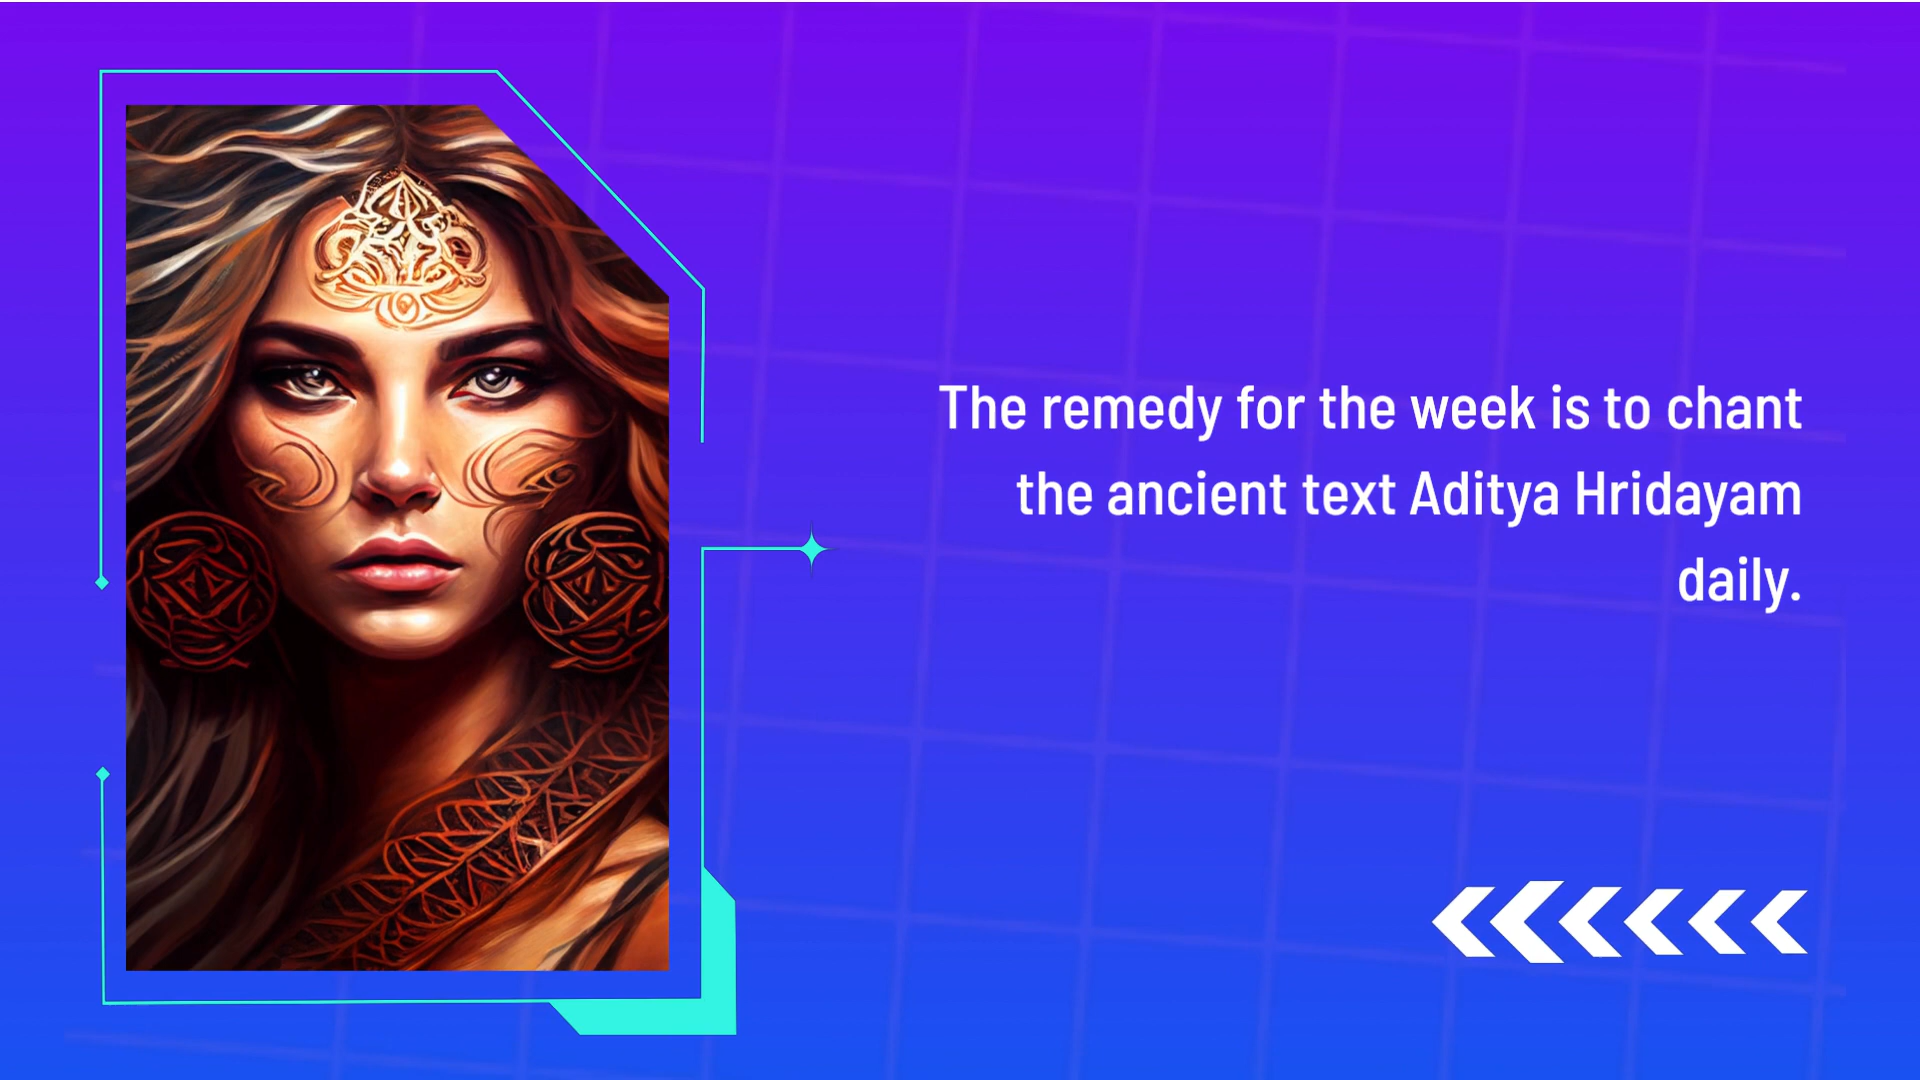 The remedy for the week is to chant
the ancient text Aditya Hridayam
daily.